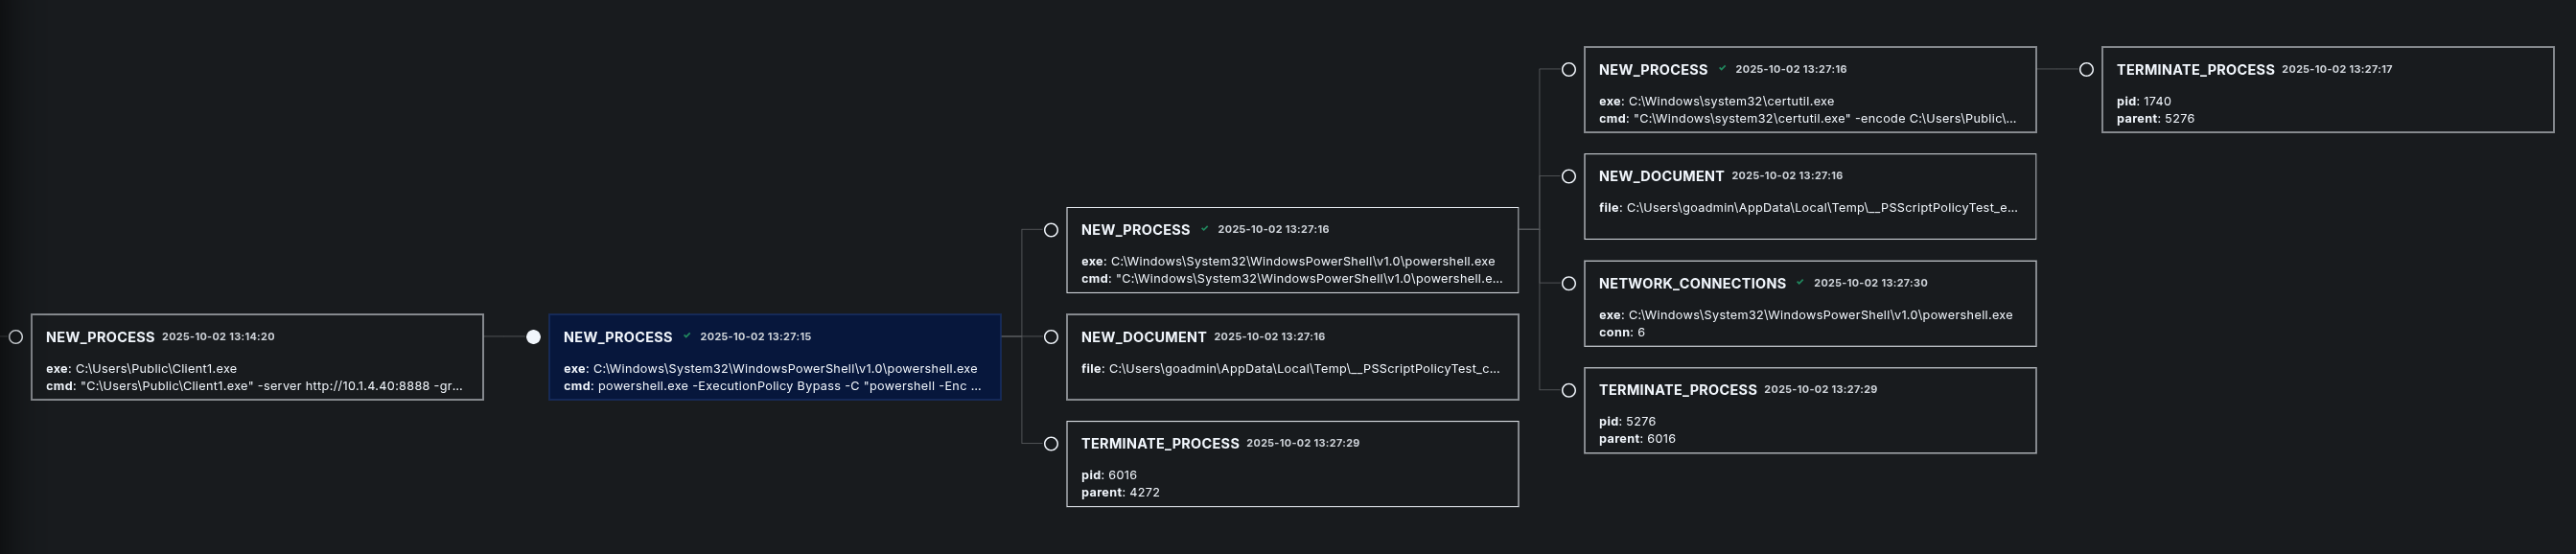 NEW_PROCESS 2025-10-02 13:14:20
exe: C:\Users\Public\Client1.exe
cmd: "C:\Users\Public\Client1.exe" -server http://10.1.4.40:8888 -gr...
NEW_PROCESS ✓ 2025-10-02 13:27:15
exe: C:\Windows\System32\WindowsPowerShell\v1.0\powershell.exe
cmd: powershell.exe -ExecutionPolicy Bypass -C "powershell -Enc ...
NEW_PROCESS ✓ 2025-10-02 13:27:16
exe: C:\Windows\System32\WindowsPowerShell\v1.0\powershell.exe
cmd: "C:\Windows\System32\WindowsPowerShell\v1.0\powershell.e...
NEW_DOCUMENT 2025-10-02 13:27:16
file: C:\Users\goadmin\AppData\Local\Temp\__PSScriptPolicyTest_c...
TERMINATE_PROCESS 2025-10-02 13:27:29
pid: 6016
parent: 4272
NEW_PROCESS ✓ 2025-10-02 13:27:16
exe: C:\Windows\system32\certutil.exe
cmd: "C:\Windows\system32\certutil.exe" -encode C:\Users\Public\...
NEW_DOCUMENT 2025-10-02 13:27:16
file: C:\Users\goadmin\AppData\Local\Temp\__PSScriptPolicyTest_e...
NETWORK_CONNECTIONS ✓ 2025-10-02 13:27:30
exe: C:\Windows\System32\WindowsPowerShell\v1.0\powershell.exe
conn: 6
TERMINATE_PROCESS 2025-10-02 13:27:29
pid: 5276
parent: 6016
TERMINATE_PROCESS 2025-10-02 13:27:17
pid: 1740
parent: 5276